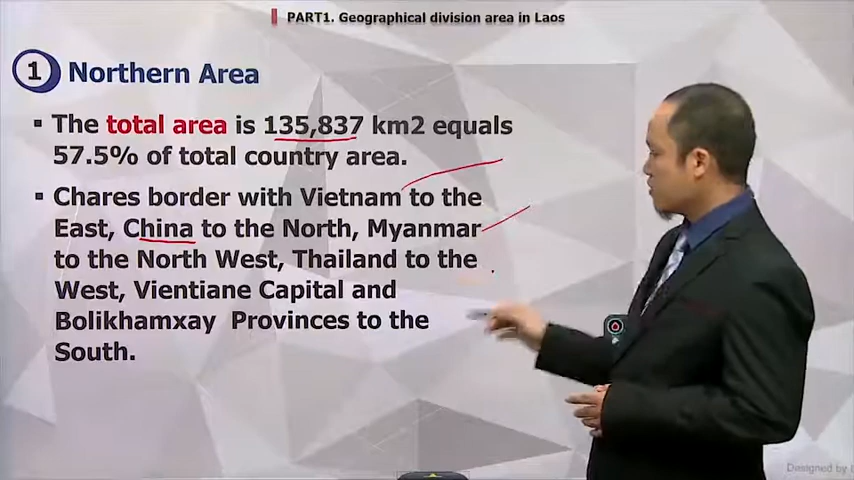 PART1. Geographical division area in Laos
1 Northern Area
▪ The total area is 135,837 km2 equals
57.5% of total country area.
▪ Chares border with Vietnam to the
East, China to the North, Myanmar
to the North West, Thailand to the
West, Vientiane Capital and
Bolikhamxay Provinces to the
South.
Designed by